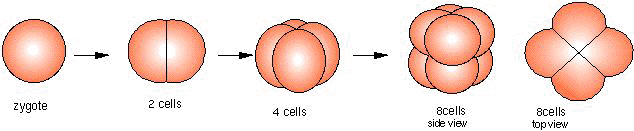 zygote
2 cells
4 cells
8cells
side view
8cells
top view